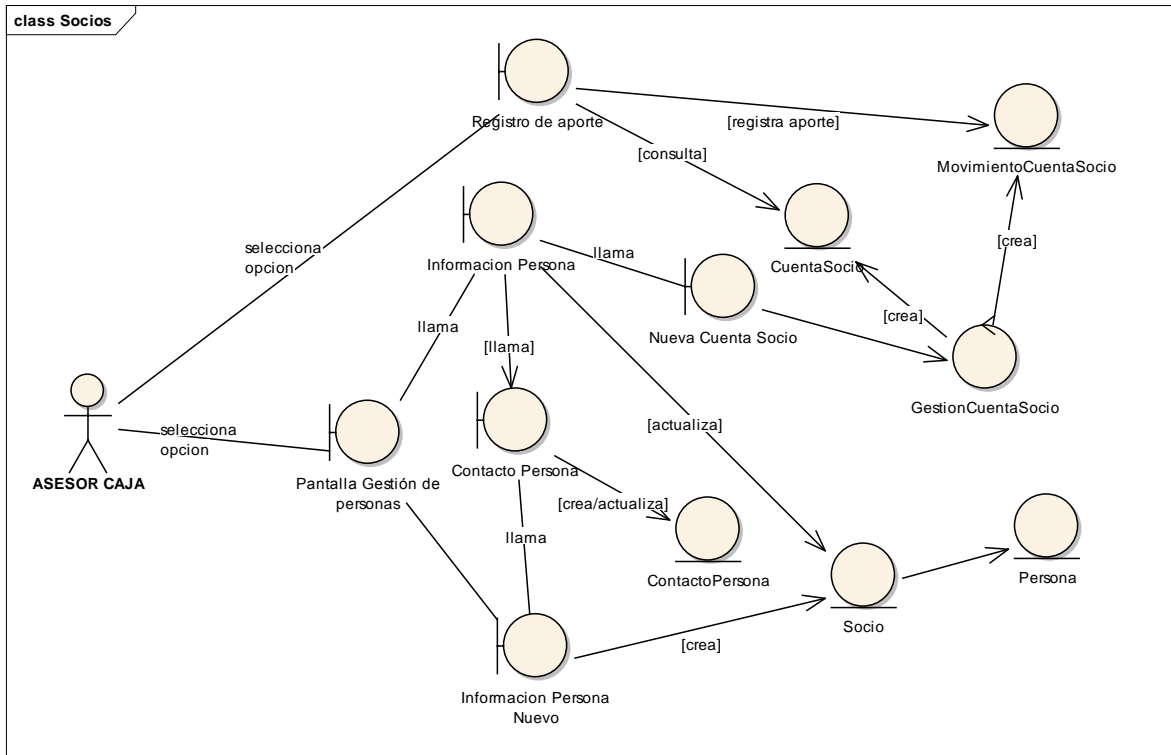 class Socios
Registro de aporte
[registra aporte]
MovimientoCuentaSocio
[consulta]
selecciona
opcion
Informacion Persona
llama
CuentaSocio
[crea]
Nueva Cuenta Socio
[crea]
GestionCuentaSocio
llama
[llama]
[actualiza]
selecciona
opcion
ASESOR CAJA
Pantalla Gestión de
personas
Contacto Persona
[crea/actualiza]
llama
ContactoPersona
Persona
Socio
[crea]
Informacion Persona
Nuevo